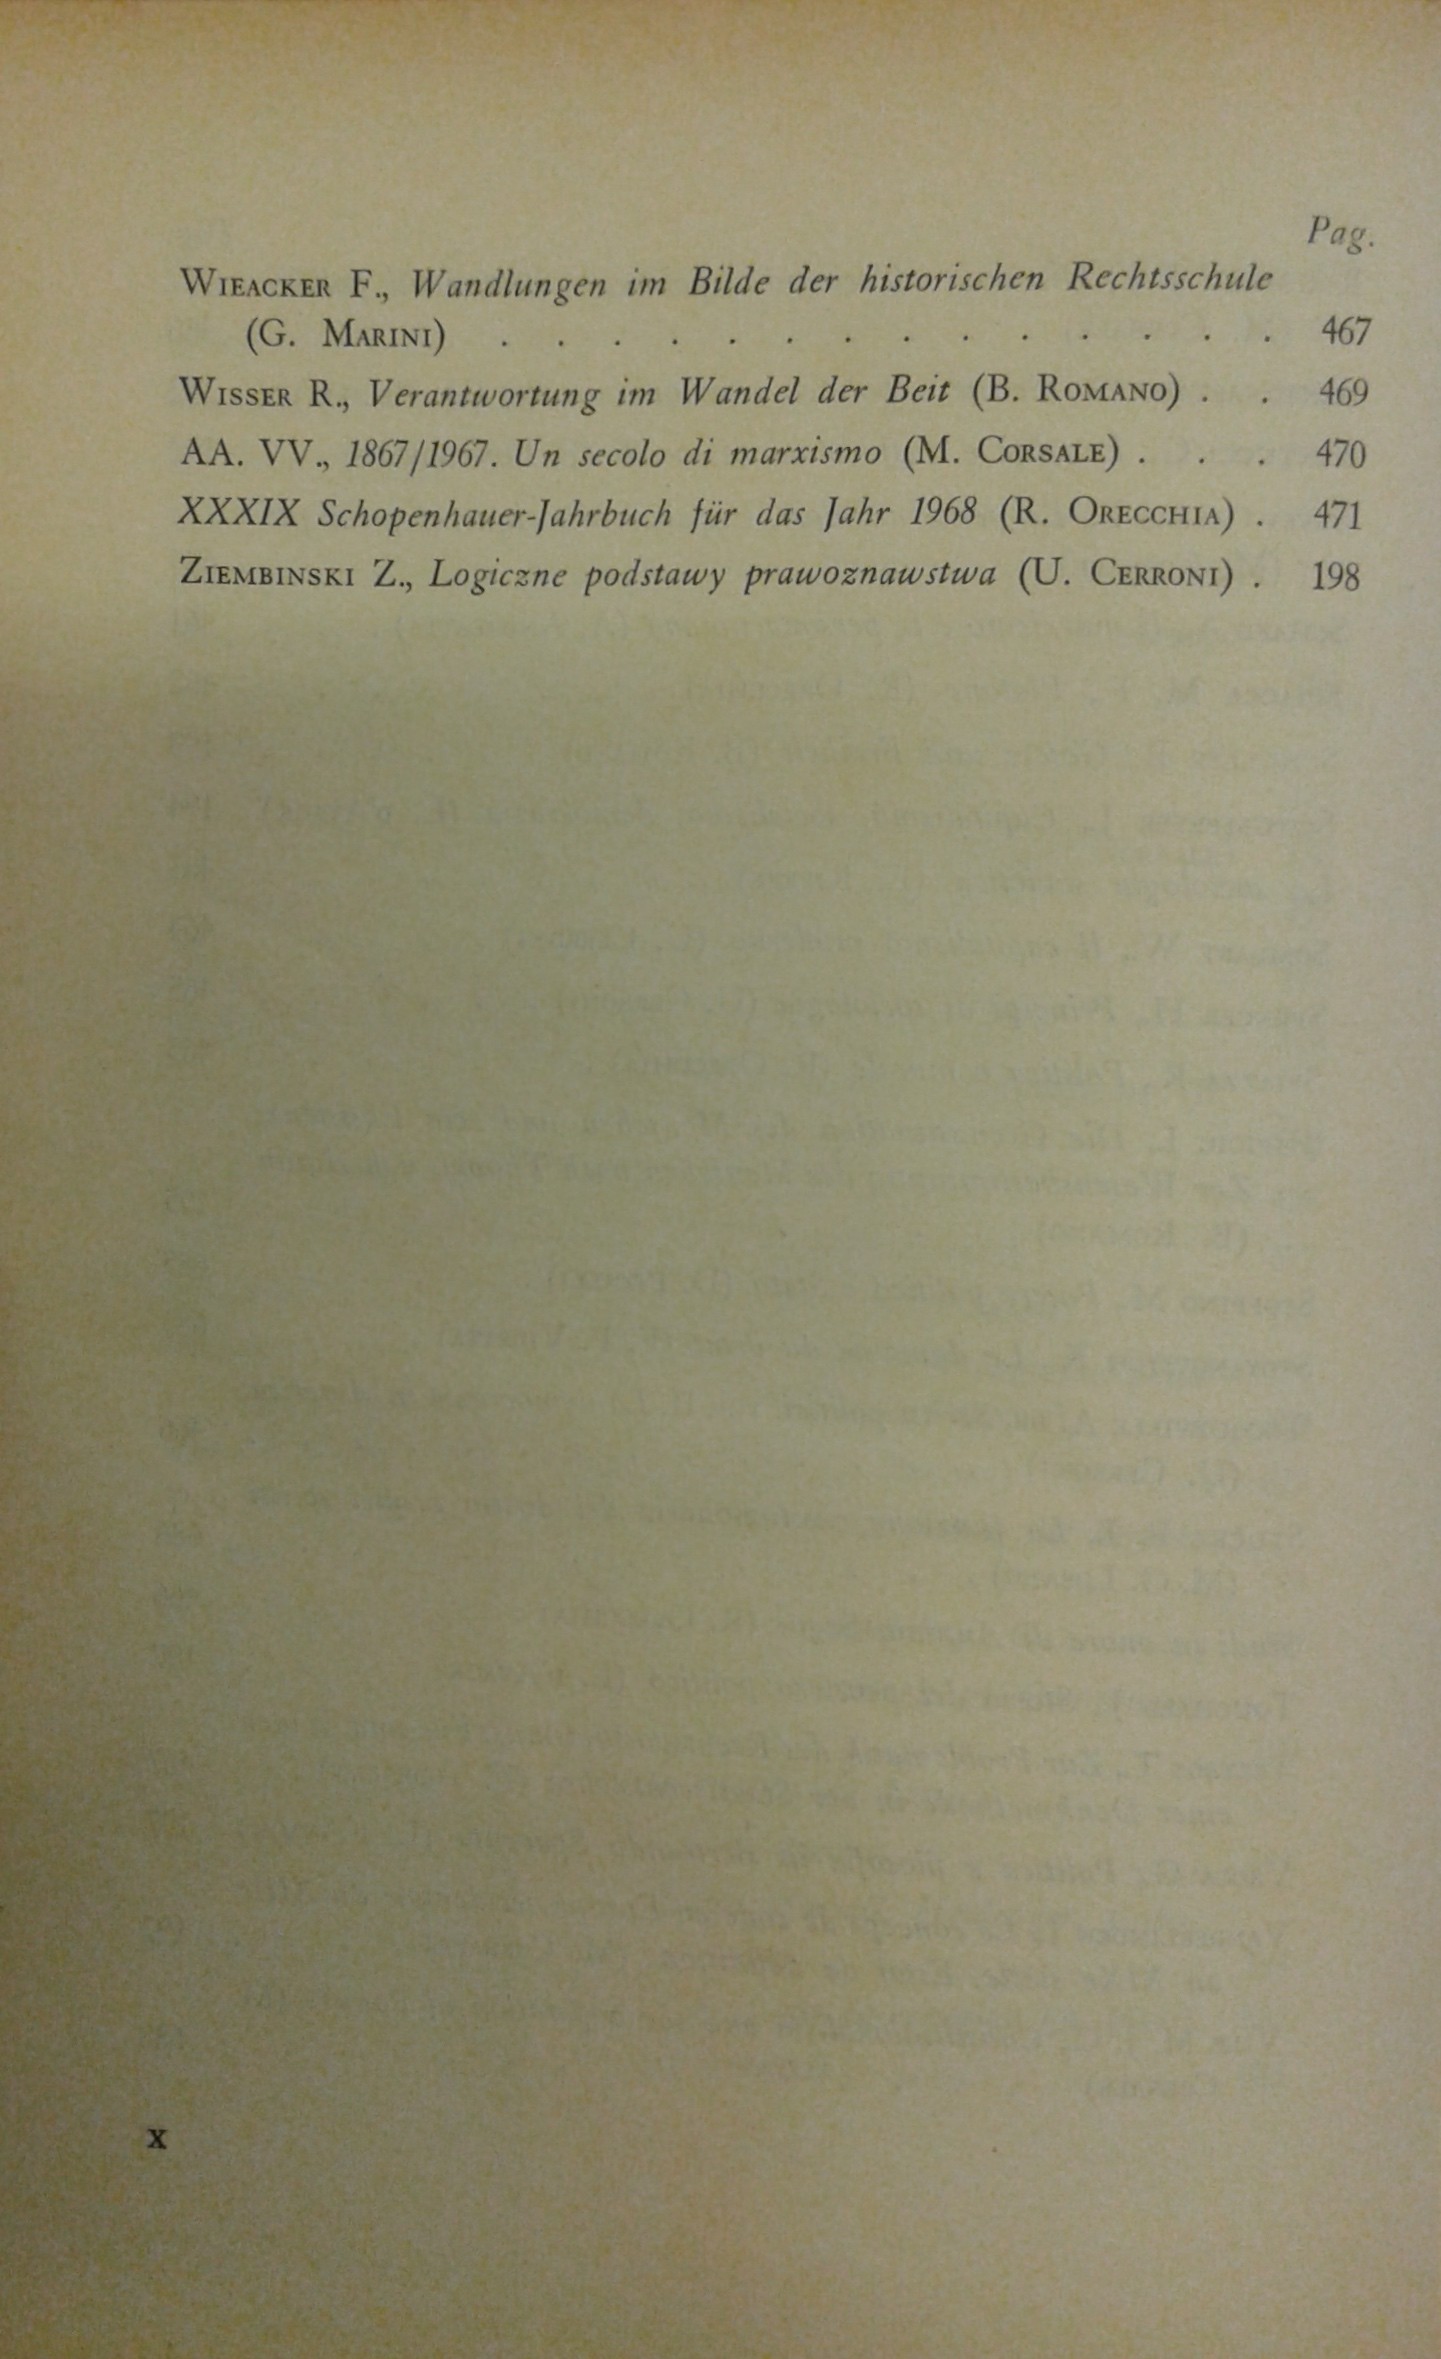 Pag.
WIEACKER F., Wandlungen im Bilde der historischen Rechtsschule
(G. MARINI) . . . . . . . . . . . . . . 467
WISSER R., Verantwortung im Wandel der Beit (B. ROMANO) . . 469
AA. VV., 1867/1967. Un secolo di marxismo (M. CORSALE) . . . 470
XXXIX Schopenhauer-Jahrbuch für das Jahr 1968 (R. ORECCHIA) . 471
ZIEMBINSKI Z., Logiczne podstawy prawoznawstwa (U. CERRONI) . 198
X